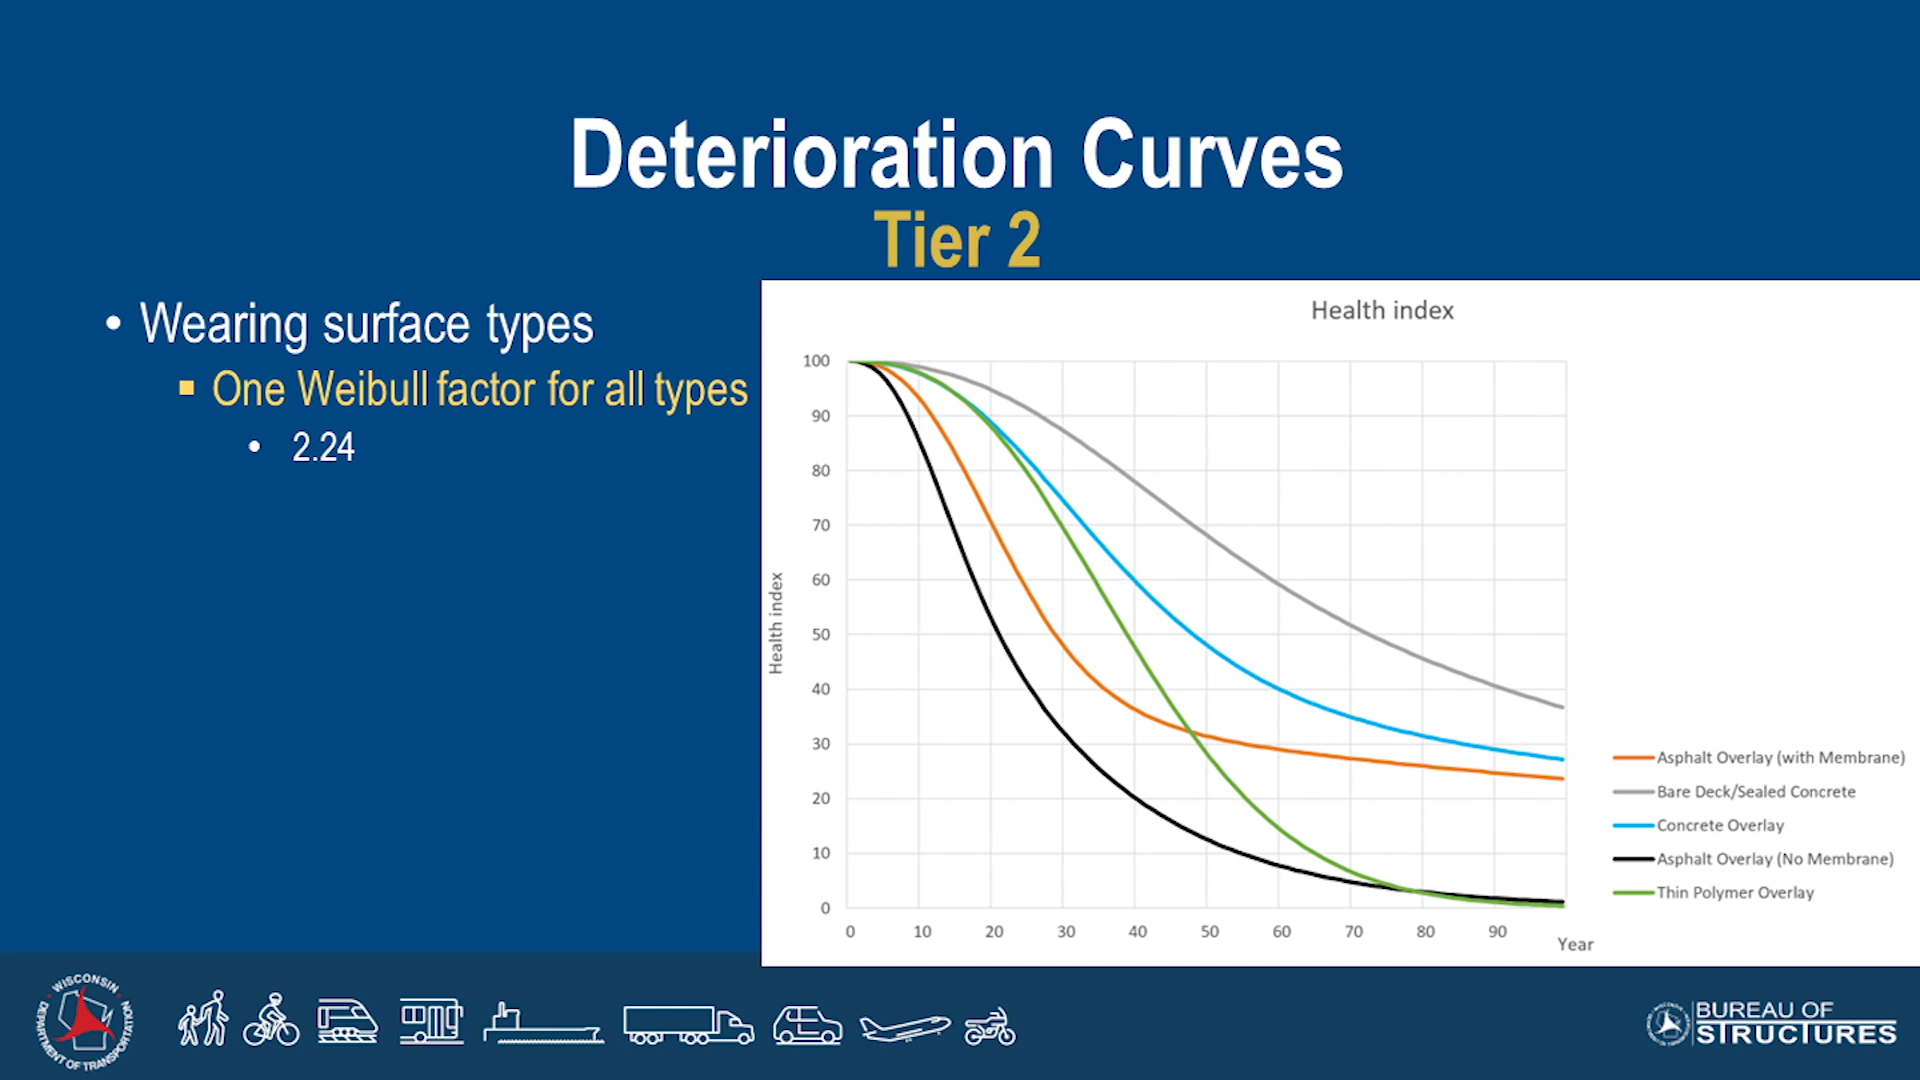 Deterioration Curves
Tier 2
• Wearing surface types
▪ One Weibull factor for all types
• 2.24
Health index
Health index
100
90
80
70
60
50
40
30
20
10
0
0 10 20 30 40 50 60 70 80 90
Year
Asphalt Overlay (with Membrane)
Bare Deck/Sealed Concrete
Concrete Overlay
Asphalt Overlay (No Membrane)
Thin Polymer Overlay
WISCONSIN
DEPARTMENT OF TRANSPORTATION
BUREAU OF
STRUCTURES